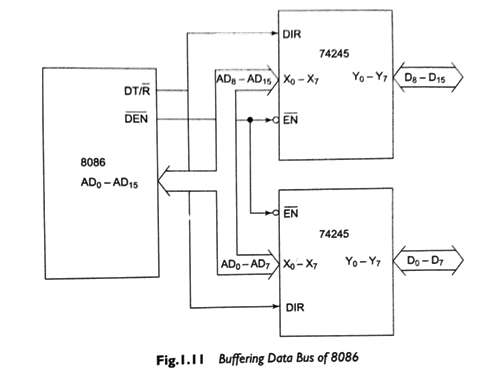 DIR
74245
AD8 – AD15
X0 – X7
Y0 – Y7
D8 – D15
EN
DT/R
DEN
8086
AD0 – AD15
EN
74245
AD0 – AD7
X0 – X7
Y0 – Y7
D0 – D7
DIR
Fig.1.11 Buffering Data Bus of 8086